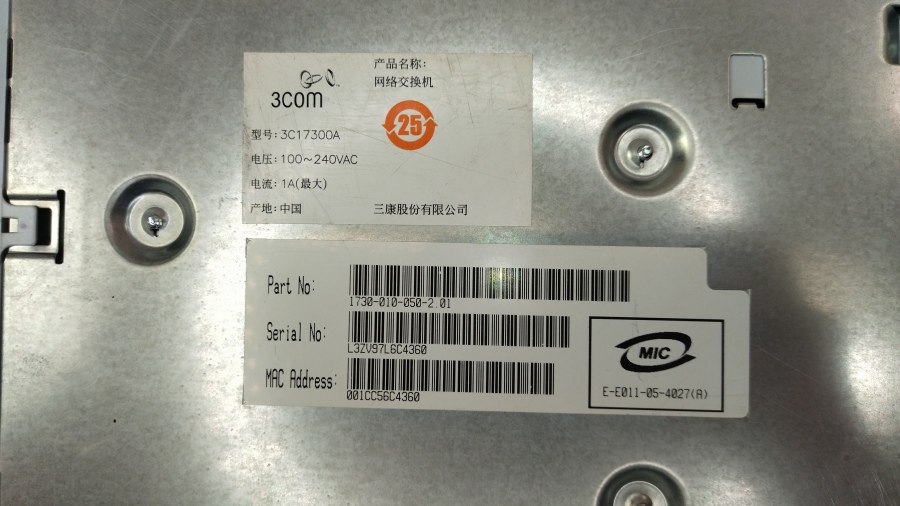 产品名称:
网络交换机
3COM
25
型号: 3C17300A
电压: 100～240VAC
电流: 1A(最大)
产地: 中国
三康股份有限公司
Part No:
1730-010-050-2.01
Serial No:
L3ZV97L6C4360
MAC Address:
001CC56C4360
MIC
E-E011-05-4027(A)